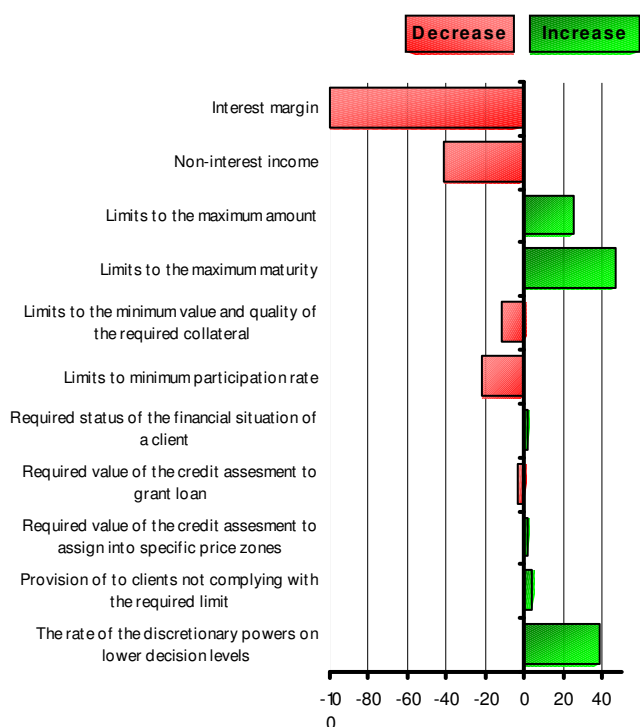 Decrease Increase
Interest margin
Non-interest income
Limits to the maximum amount
Limits to the maximum maturity
Limits to the minimum value and quality of
the required collateral
Limits to minimum participation rate
Required status of the financial situation of
a client
Required value of the credit assesment to
grant loan
Required value of the credit assesment to
assign into specific price zones
Provision of to clients not complying with
the required limit
The rate of the discretionary powers on
lower decision levels
-10 -80 -60 -40 -20 0 20 40
0